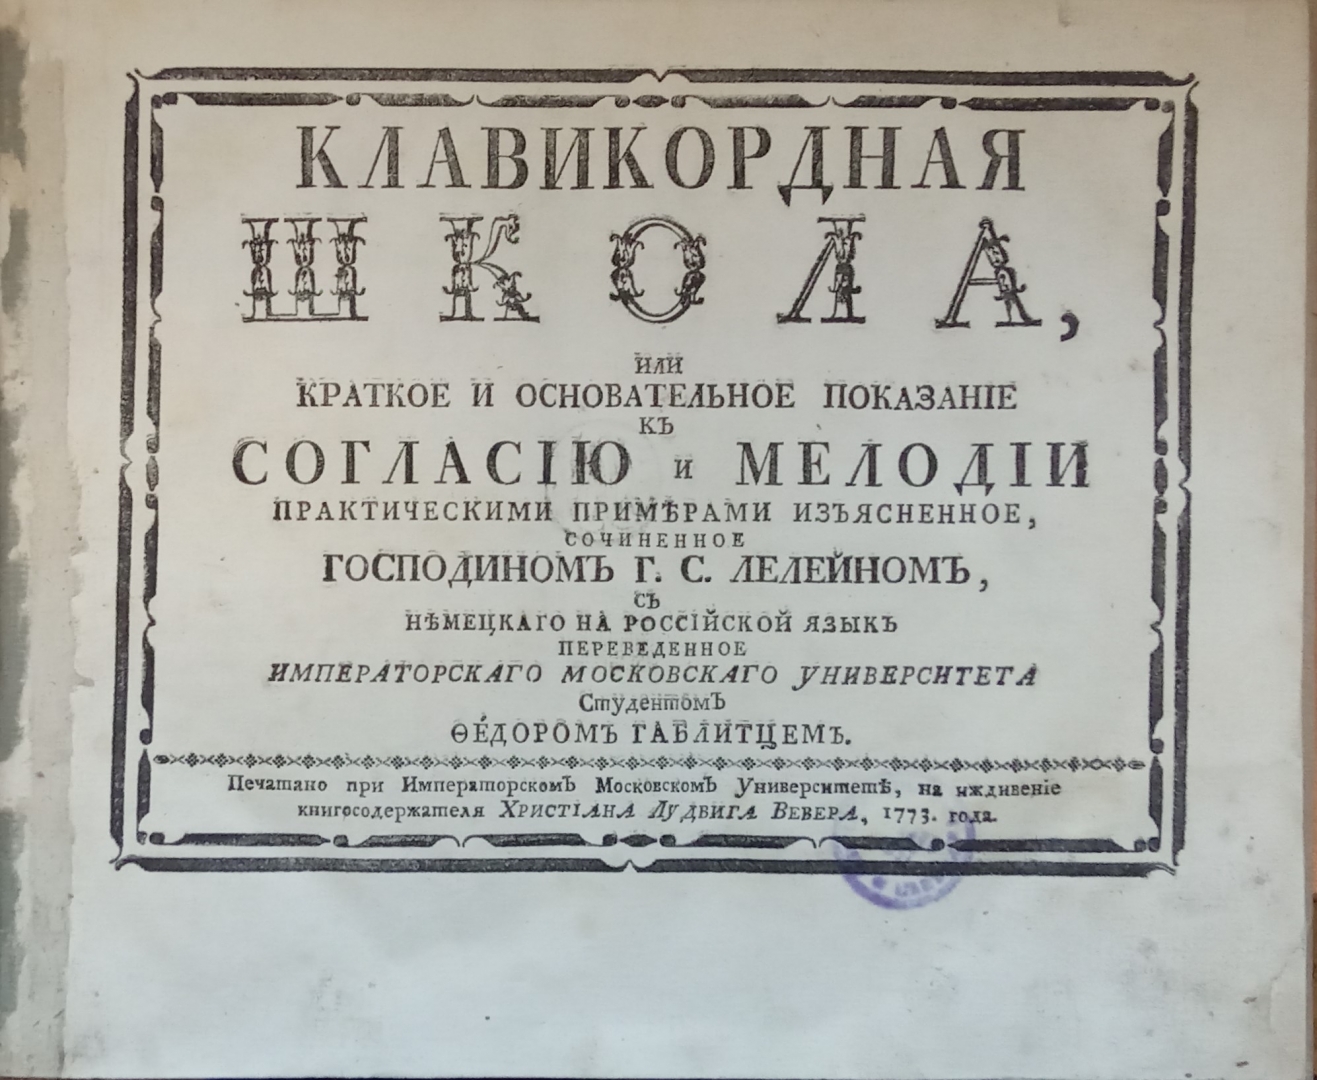 КЛАВИКОРДНАЯ
ШКОЛА,
ИЛИ
КРАТКОЕ И ОСНОВАТЕЛЬНОЕ ПОКАЗАНІЕ
КЪ
СОГЛАСІЮ И МЕЛОДІИ
ПРАКТИЧЕСКИМИ ПРИМѢРАМИ ИЗЪЯСНЕННОЕ,
СОЧИНЕННОЕ
ГОСПОДИНОМЪ Г. С. ЛЕЛЕЙНОМЪ,
СЪ
НѢМЕЦКАГО НА РОССІЙСКОЙ ЯЗЫКЪ
ПЕРЕВЕДЕННОЕ
ИМПЕРАТОРСКАГО МОСКОВСКАГО УНИВЕРСИТЕТА
Студентомъ
ѲЕ́ДОРОМЪ ГАБЛИТЦЕМЪ.
Печатано при Императорскомъ Московскомъ Университетѣ, на иждивеніе
книгосодержателя ХРИСТІАНА ЛУДВИГА ВЕВЕРА, 1773. года.